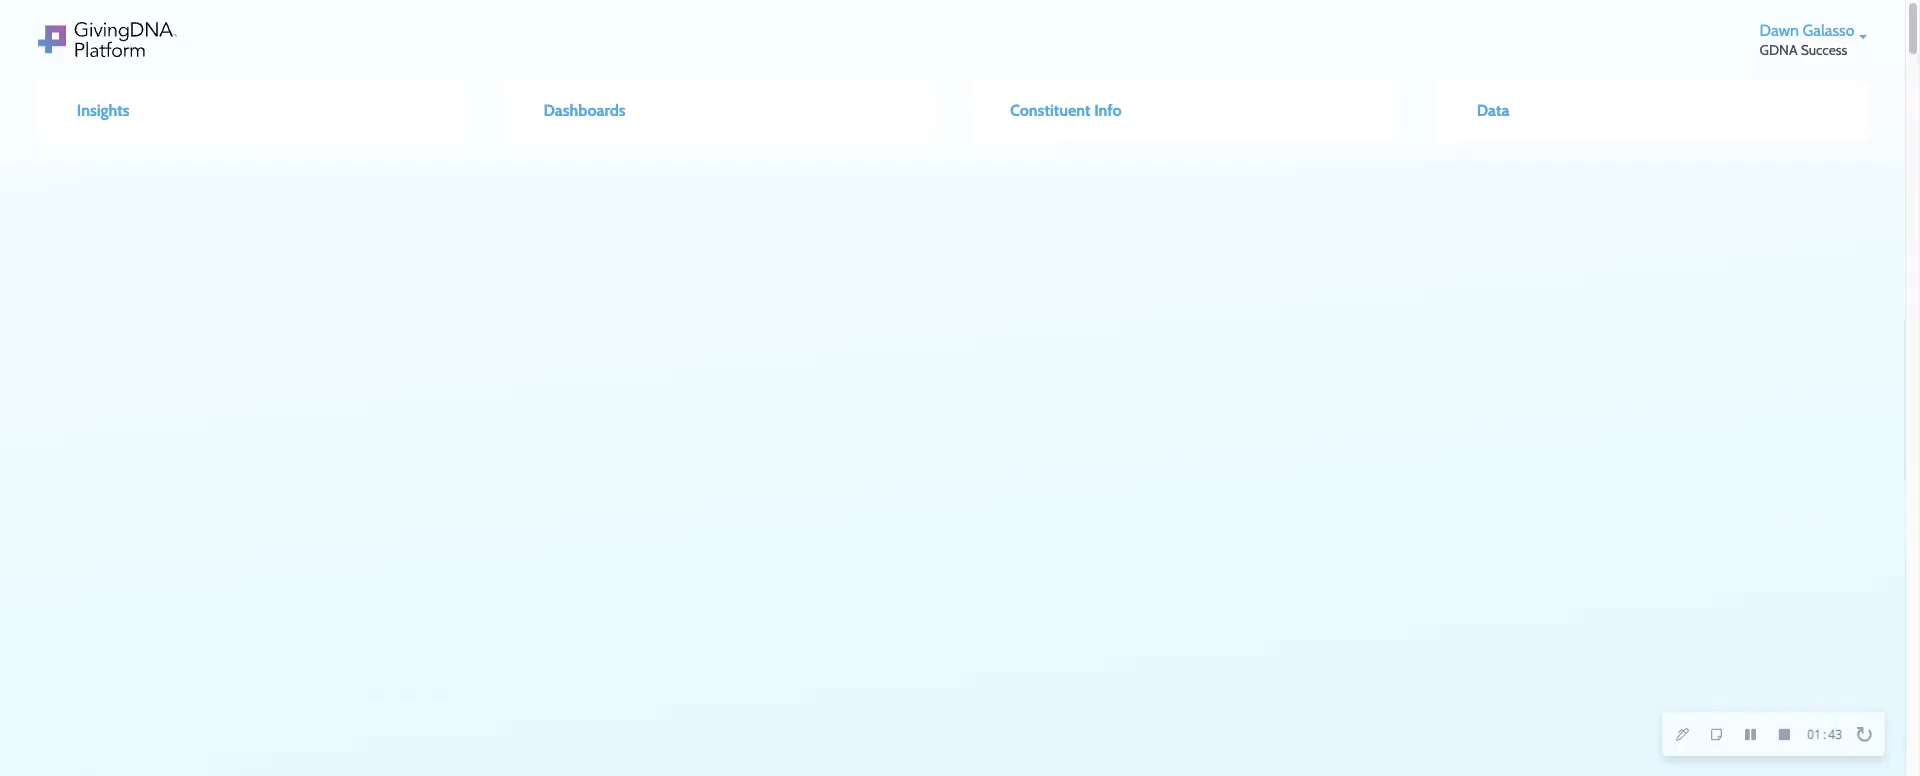 GivingDNA
Platform
Dawn Galasso
GDNA Success
Insights
Dashboards
Constituent Info
Data
01:43